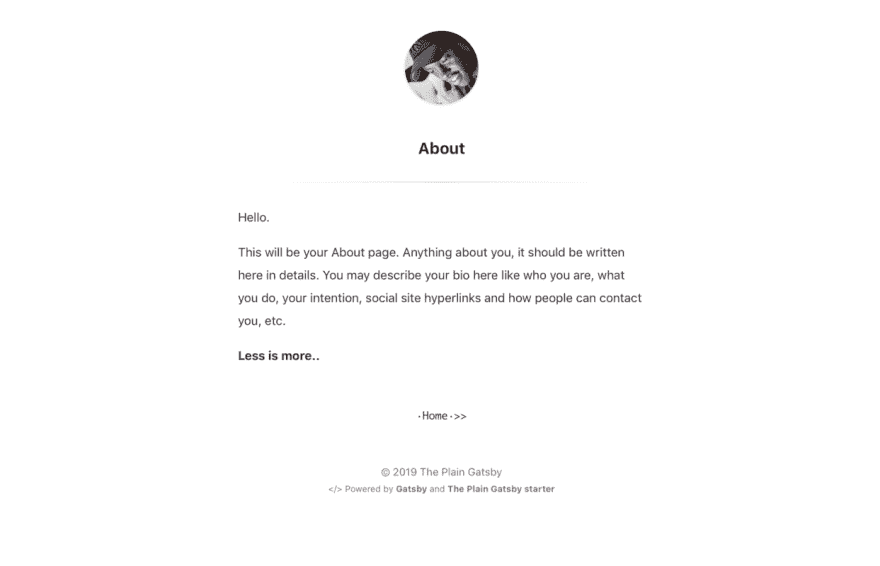 About
Hello.
This will be your About page. Anything about you, it should be written
here in details. You may describe your bio here like who you are, what
you do, your intention, social site hyperlinks and how people can contact
you, etc.
Less is more..
·Home·>>
© 2019 The Plain Gatsby
</> Powered by Gatsby and The Plain Gatsby starter